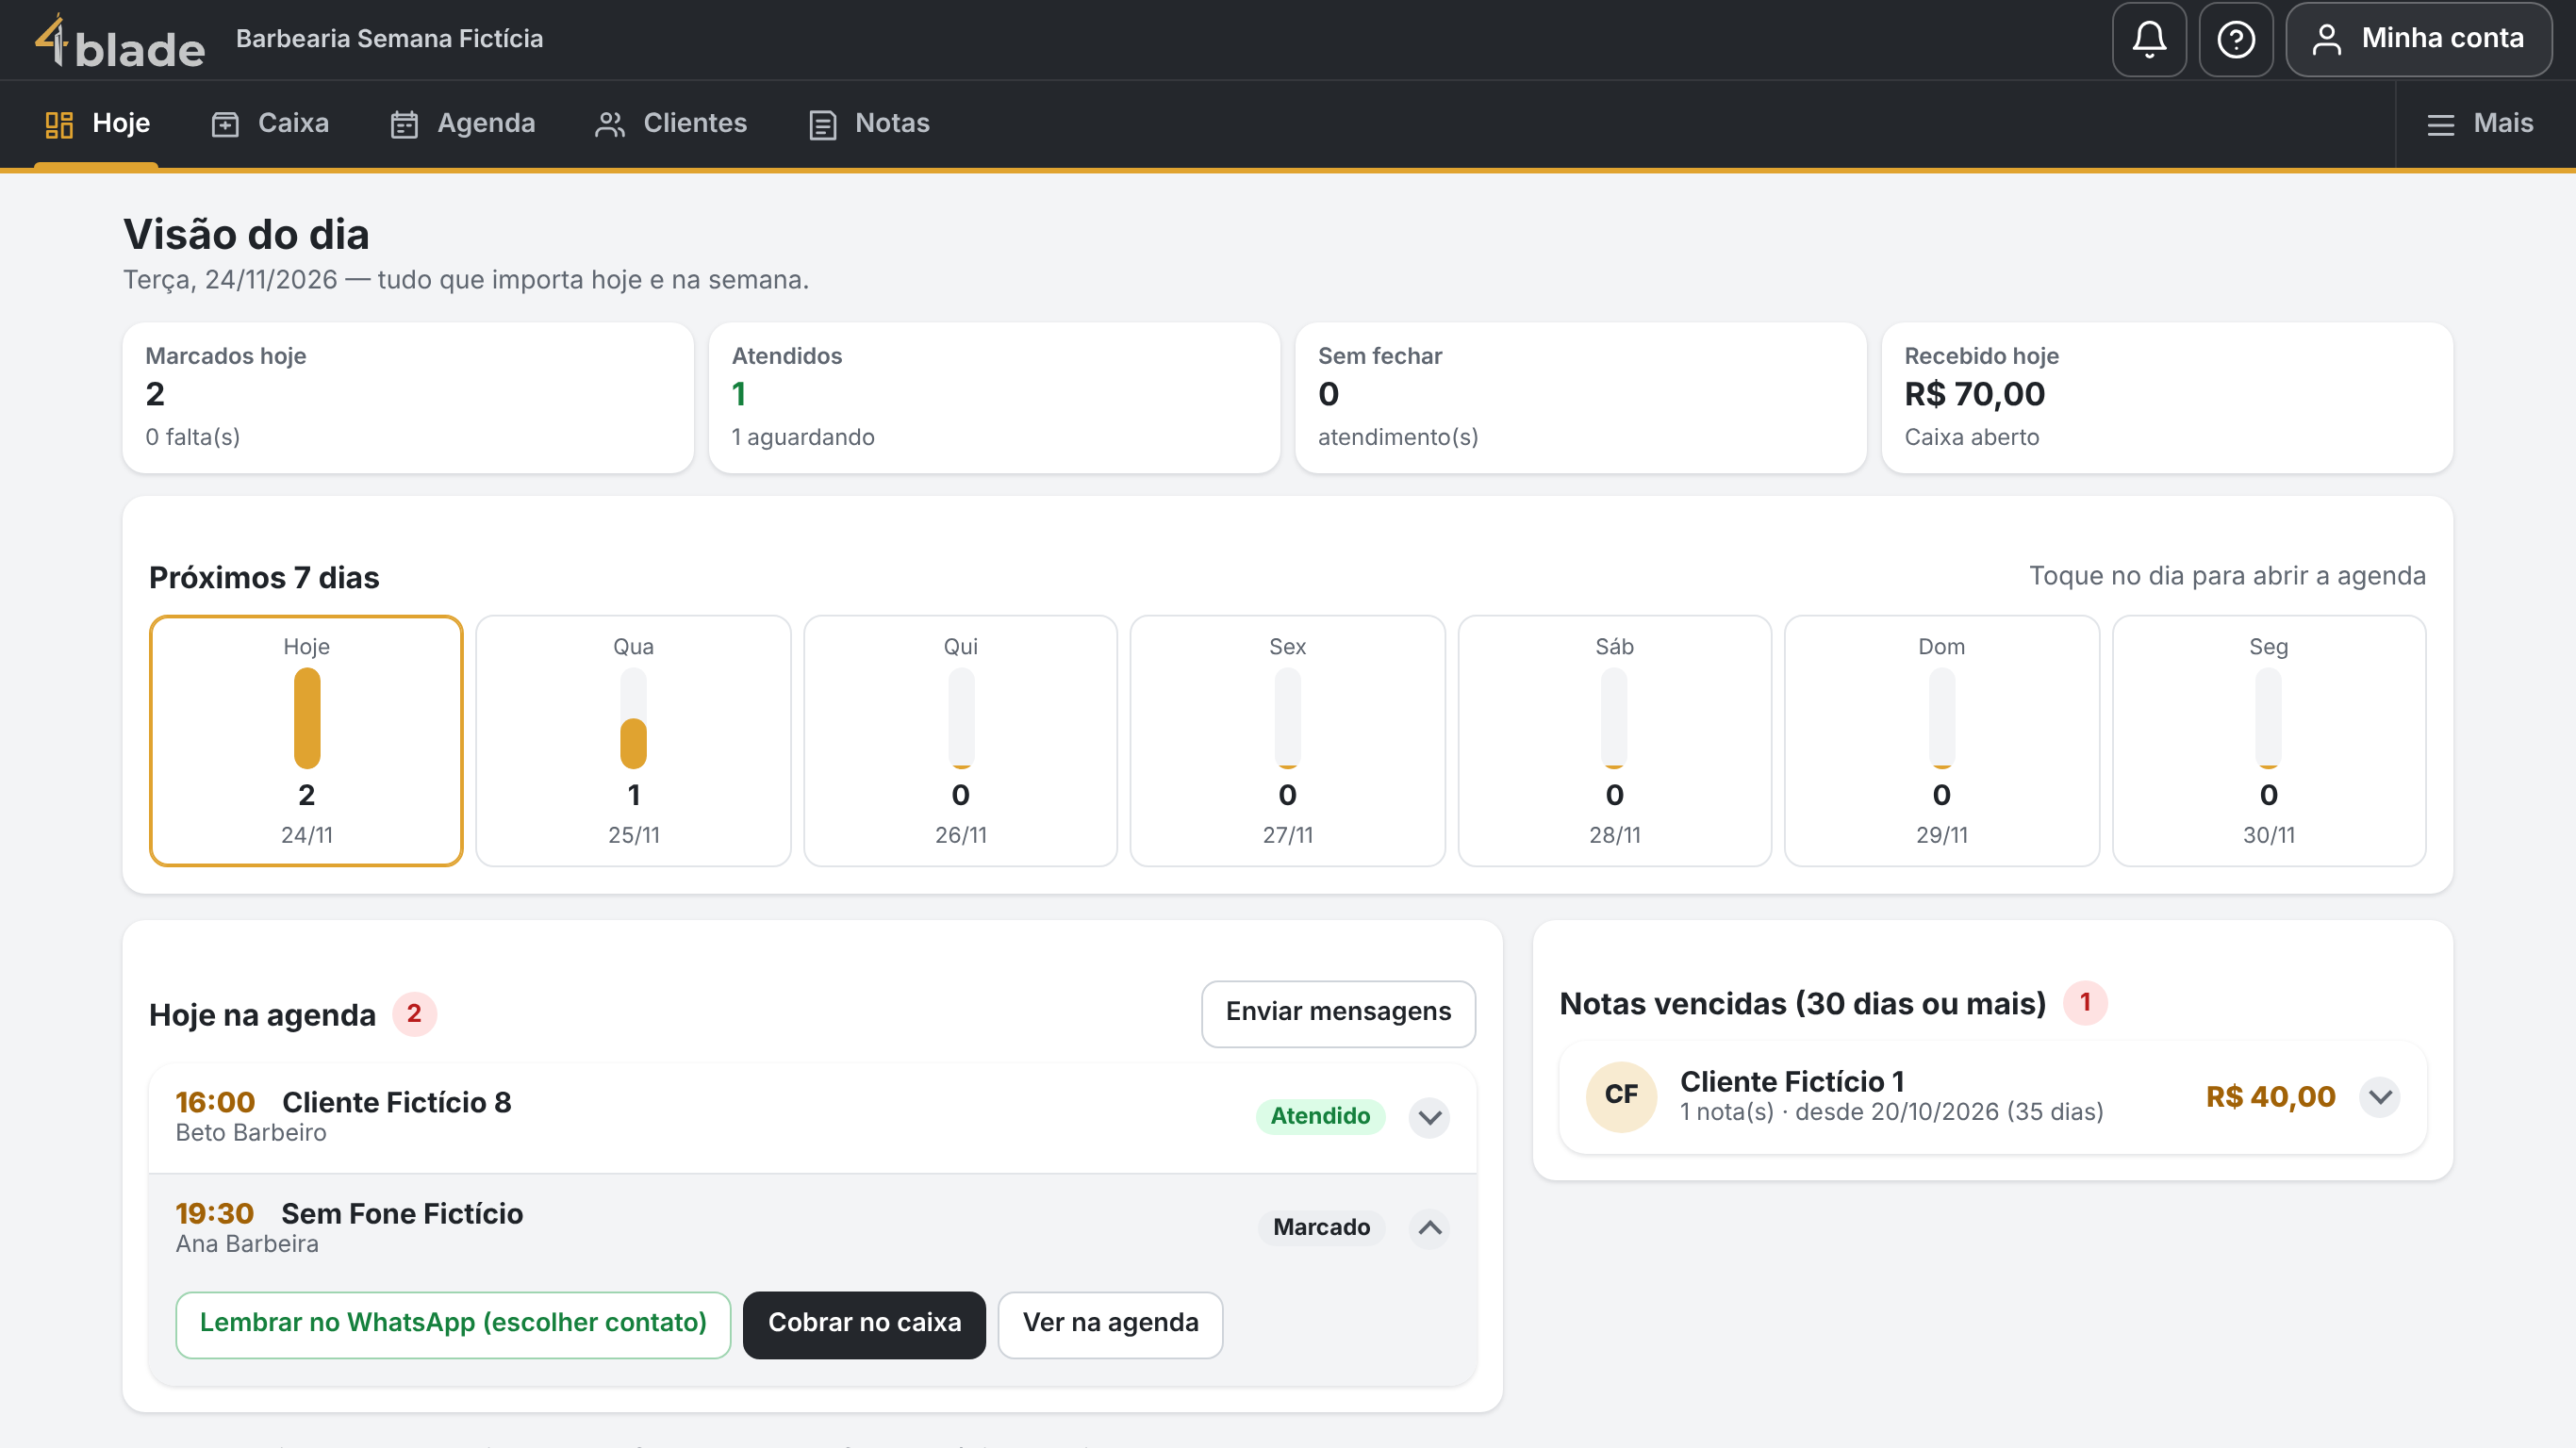 4blade
Barbearia Semana Fictícia
Minha conta
Hoje
Caixa
Agenda
Clientes
Notas
Mais
Visão do dia
Terça, 24/11/2026 — tudo que importa hoje e na semana.
Marcados hoje
2
0 falta(s)
Atendidos
1
1 aguardando
Sem fechar
0
atendimento(s)
Recebido hoje
R$ 70,00
Caixa aberto
Próximos 7 dias
Toque no dia para abrir a agenda
Hoje
2
24/11
Qua
1
25/11
Qui
0
26/11
Sex
0
27/11
Sáb
0
28/11
Dom
0
29/11
Seg
0
30/11
Hoje na agenda 2
Enviar mensagens
16:00 Cliente Fictício 8
Beto Barbeiro
Atendido
19:30 Sem Fone Fictício
Ana Barbeira
Marcado
Lembrar no WhatsApp (escolher contato)
Cobrar no caixa
Ver na agenda
Notas vencidas (30 dias ou mais) 1
CF
Cliente Fictício 1
1 nota(s) · desde 20/10/2026 (35 dias)
R$ 40,00